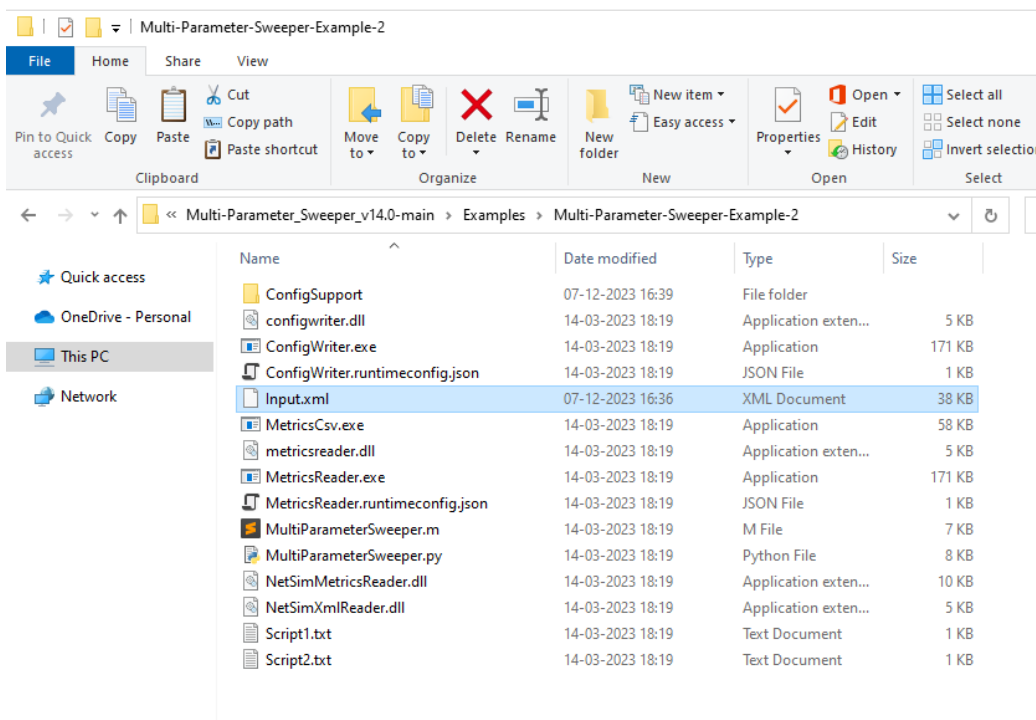 Multi-Parameter-Sweeper-Example-2
File Home Share View
Pin to Quick access
Copy
Paste
Cut
Copy path
Paste shortcut
Move to
Copy to
Delete
Rename
New folder
New item
Easy access
Properties
Open
Edit
History
Select all
Select none
Invert selection
Clipboard Organize New Open Select
« Multi-Parameter_Sweeper_v14.0-main > Examples > Multi-Parameter-Sweeper-Example-2
Quick access
OneDrive - Personal
This PC
Network
Name Date modified Type Size
ConfigSupport 07-12-2023 16:39 File folder
configwriter.dll 14-03-2023 18:19 Application exten... 5 KB
ConfigWriter.exe 14-03-2023 18:19 Application 171 KB
ConfigWriter.runtimeconfig.json 14-03-2023 18:19 JSON File 1 KB
Input.xml 07-12-2023 16:36 XML Document 38 KB
MetricsCsv.exe 14-03-2023 18:19 Application 58 KB
metricsreader.dll 14-03-2023 18:19 Application exten... 5 KB
MetricsReader.exe 14-03-2023 18:19 Application 171 KB
MetricsReader.runtimeconfig.json 14-03-2023 18:19 JSON File 1 KB
MultiParameterSweeper.m 14-03-2023 18:19 M File 7 KB
MultiParameterSweeper.py 14-03-2023 18:19 Python File 8 KB
NetSimMetricsReader.dll 14-03-2023 18:19 Application exten... 10 KB
NetSimXmlReader.dll 14-03-2023 18:19 Application exten... 5 KB
Script1.txt 14-03-2023 18:19 Text Document 1 KB
Script2.txt 14-03-2023 18:19 Text Document 1 KB